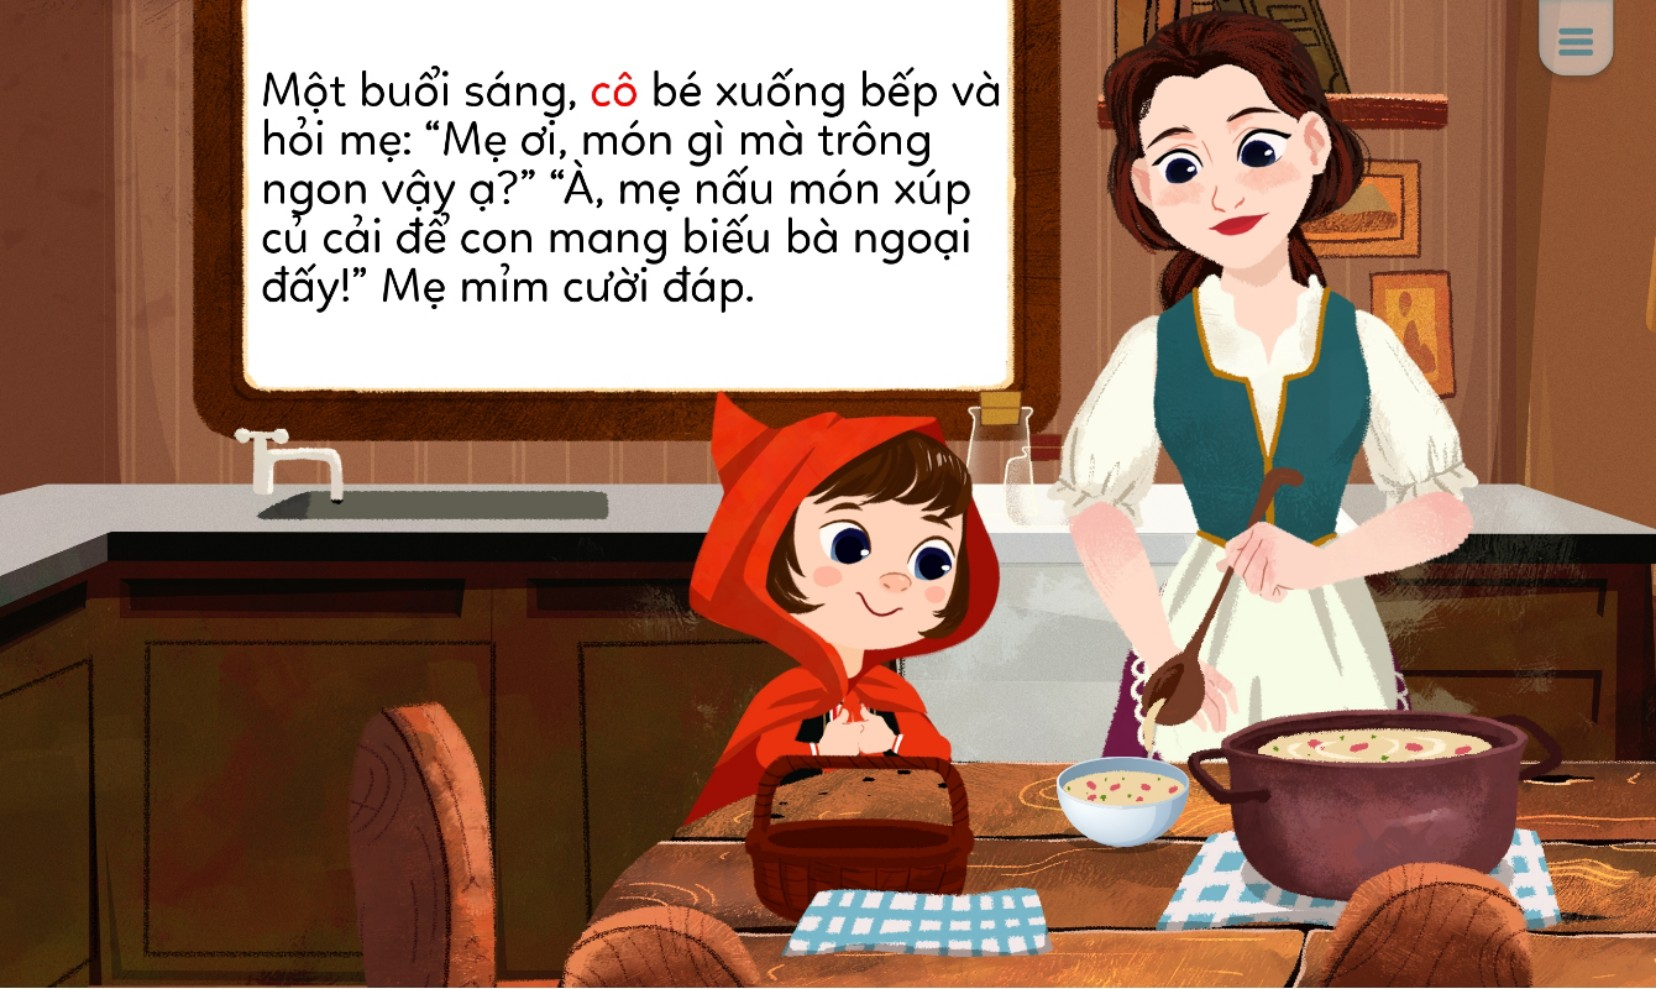 Một buổi sáng, cô bé xuống bếp và
hỏi mẹ: “Mẹ ơi, món gì mà trông
ngon vậy ạ?” “À, mẹ nấu món xúp
củ cải để con mang biếu bà ngoại
đấy!” Mẹ mỉm cười đáp.